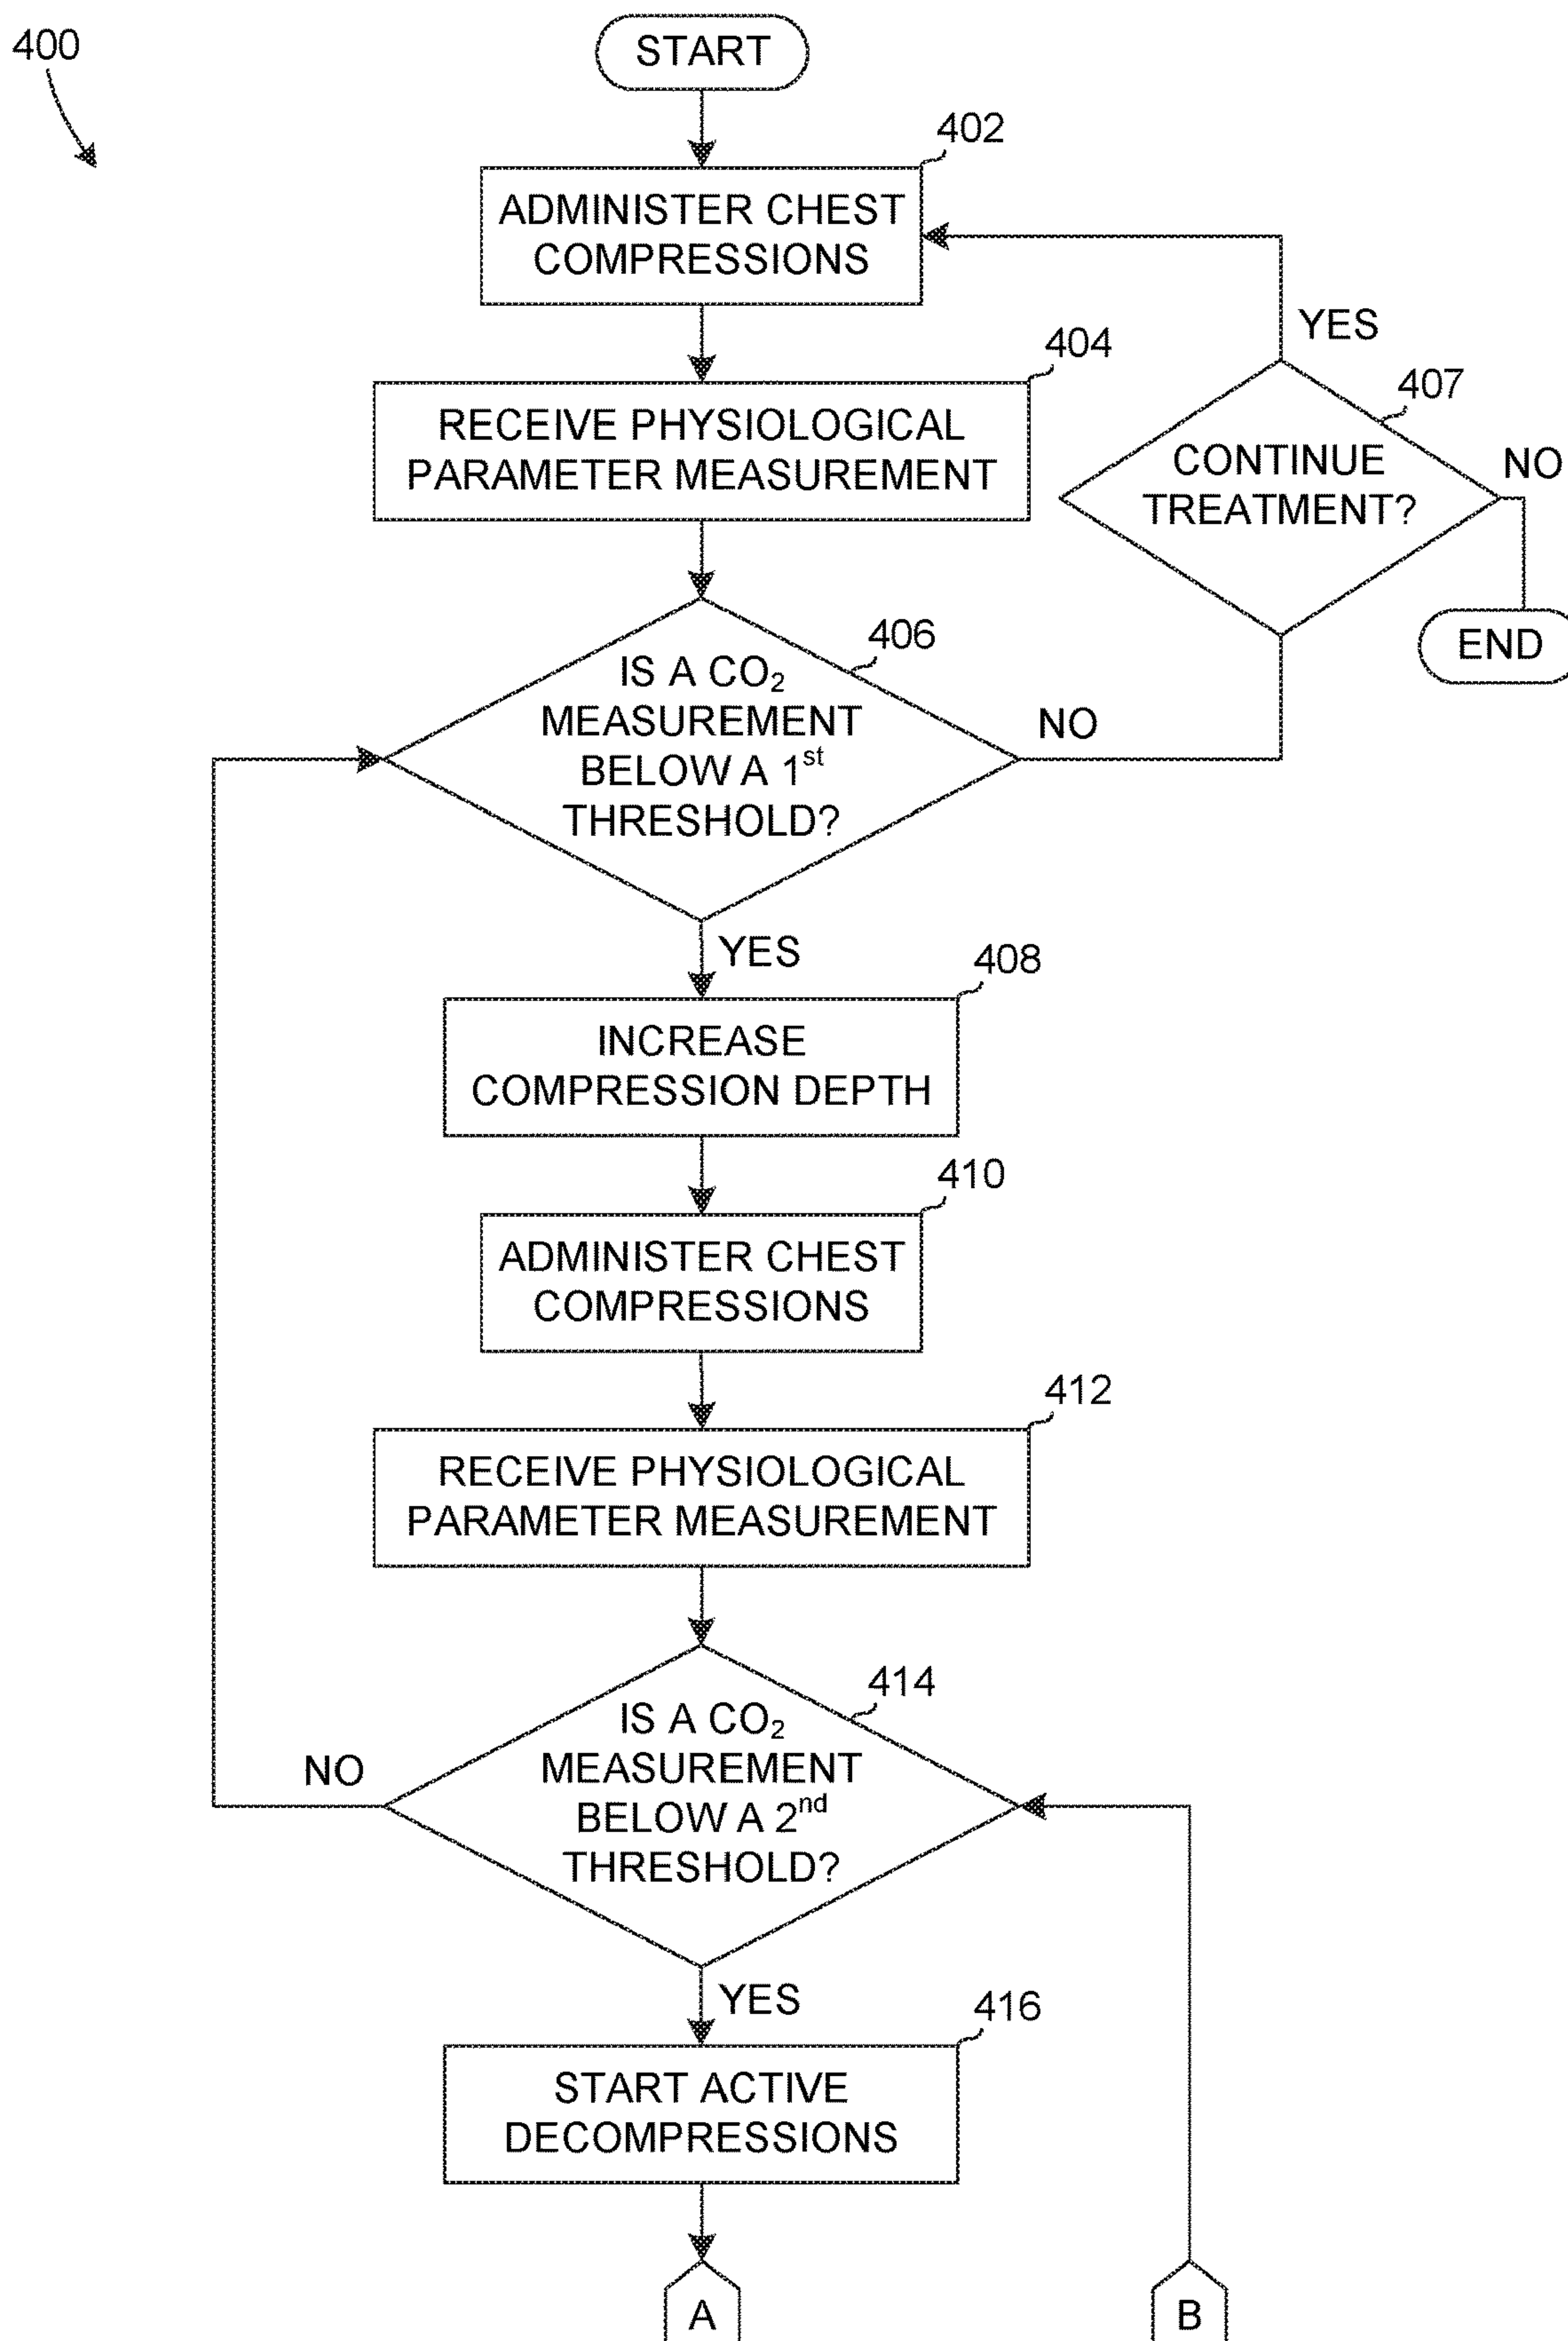 400
START
402
ADMINISTER CHEST
COMPRESSIONS
YES
404
407
RECEIVE PHYSIOLOGICAL
PARAMETER MEASUREMENT
CONTINUE
TREATMENT?
NO
END
406
IS A CO₂
MEASUREMENT
BELOW A 1st
THRESHOLD?
NO
YES
408
INCREASE
COMPRESSION DEPTH
410
ADMINISTER CHEST
COMPRESSIONS
412
RECEIVE PHYSIOLOGICAL
PARAMETER MEASUREMENT
414
IS A CO₂
MEASUREMENT
BELOW A 2nd
THRESHOLD?
NO
YES
416
START ACTIVE
DECOMPRESSIONS
A
B